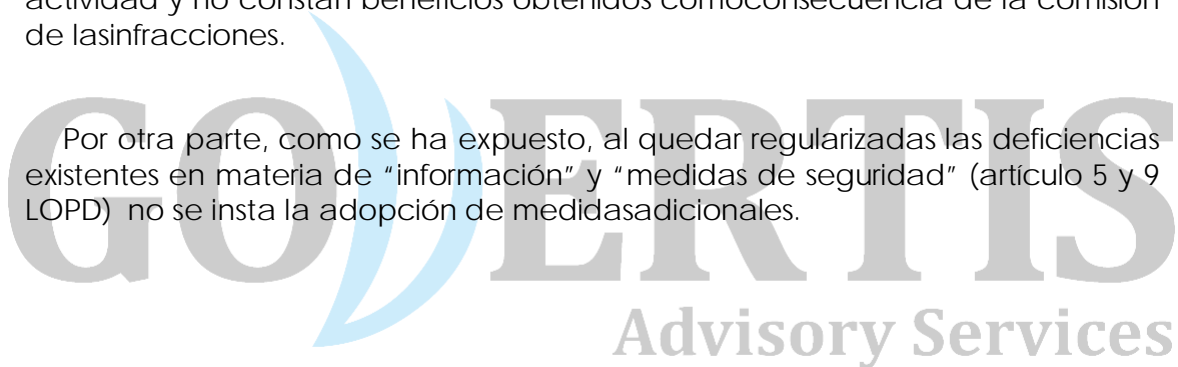 actividad y no constan beneficios obtenidos comoconsecuencia de la comisión
de lasinfracciones.
Por otra parte, como se ha expuesto, al quedar regularizadas las deficiencias
existentes en materia de “información” y “medidas de seguridad” (artículo 5 y 9
LOPD) no se insta la adopción de medidasadicionales.
GOVERTIS
Advisory Services